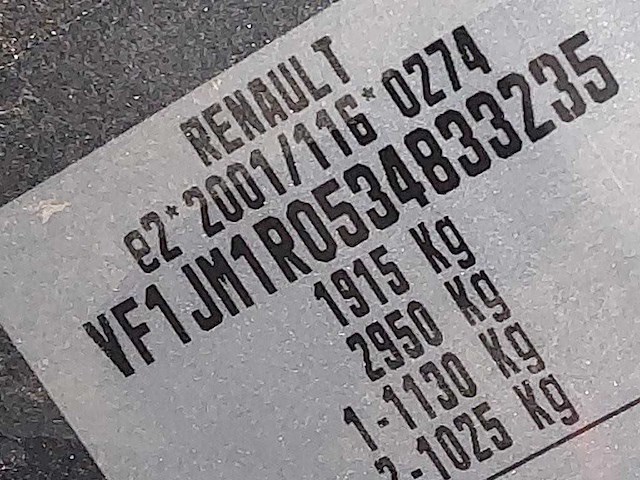 RENAULT
e2*2001/116*0274
VF1JM1R0534833235
1915 Kg
2950 Kg
1-1130 Kg
2-1025 Kg